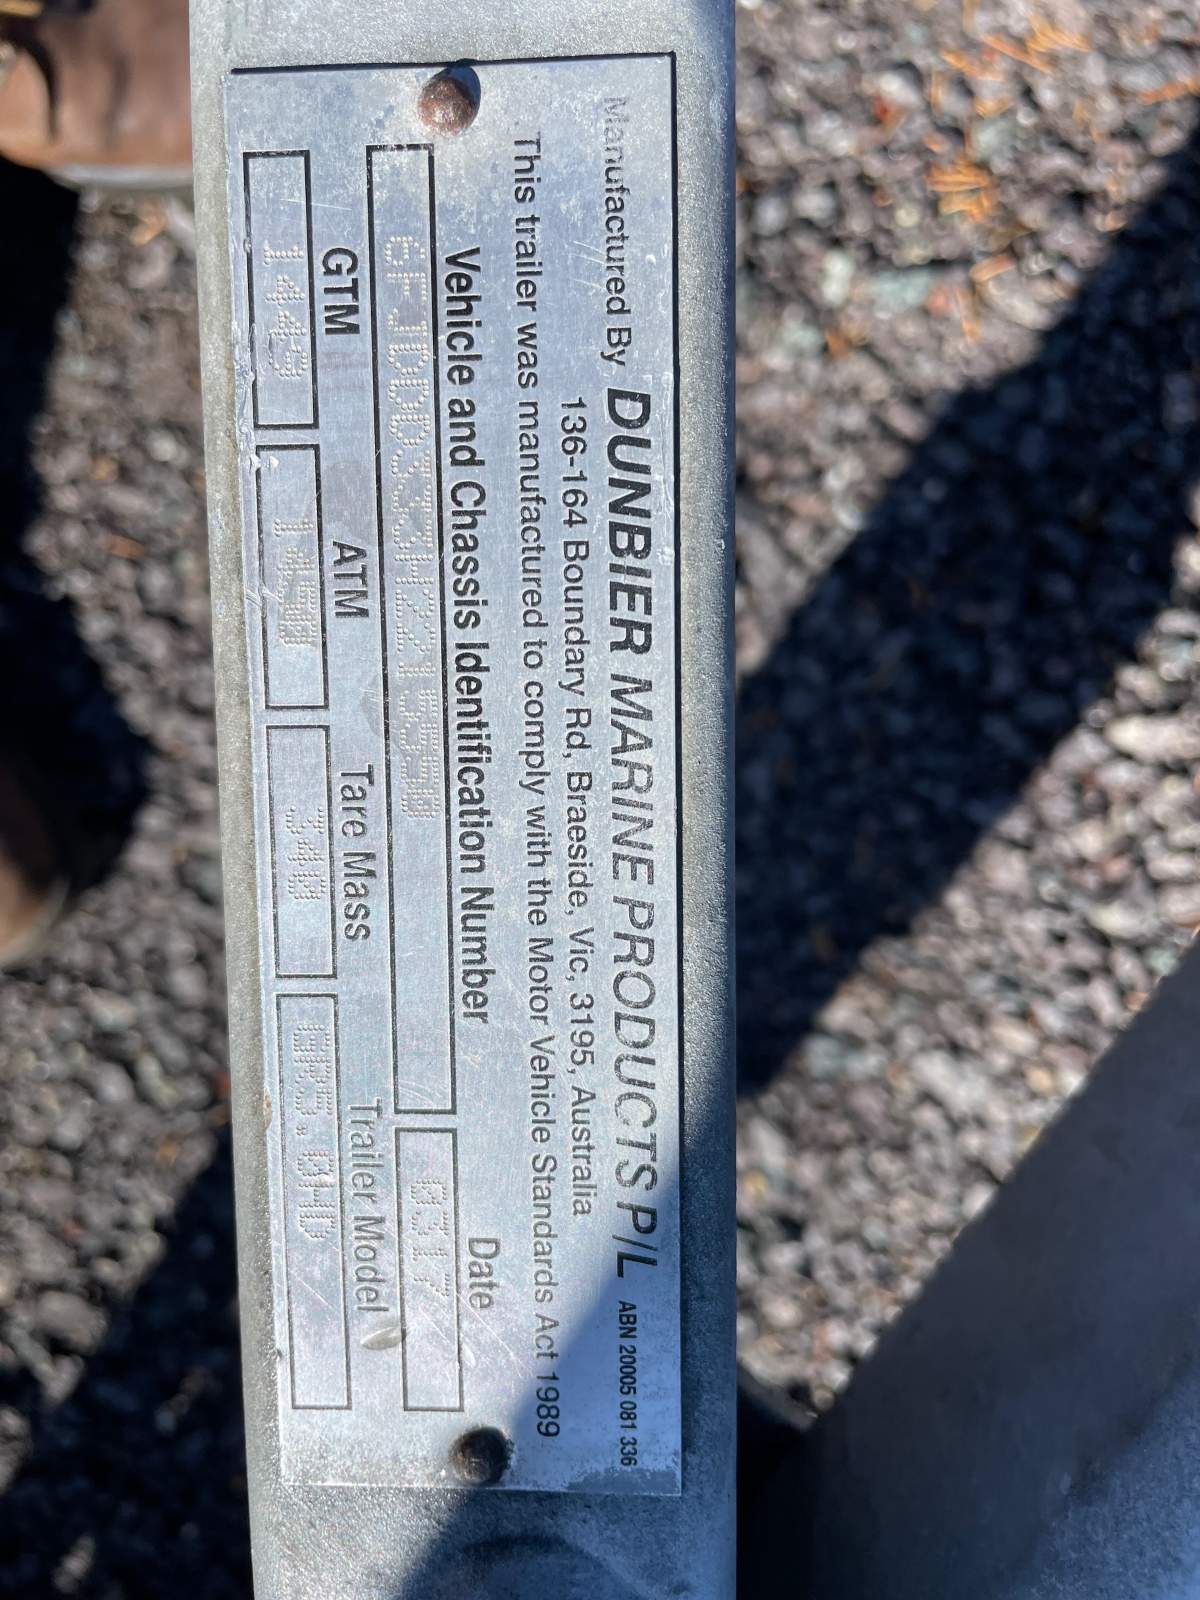 Manufactured By, DUNBIER MARINE PRODUCTS P/L ABN 20005 081 336
136-164 Boundary Rd, Braeside, Vic, 3195, Australia
This trailer was manufactured to comply with the Motor Vehicle Standards Act 1989
Vehicle and Chassis Identification Number Date
0317
GTM ATM Tare Mass Trailer Model
340